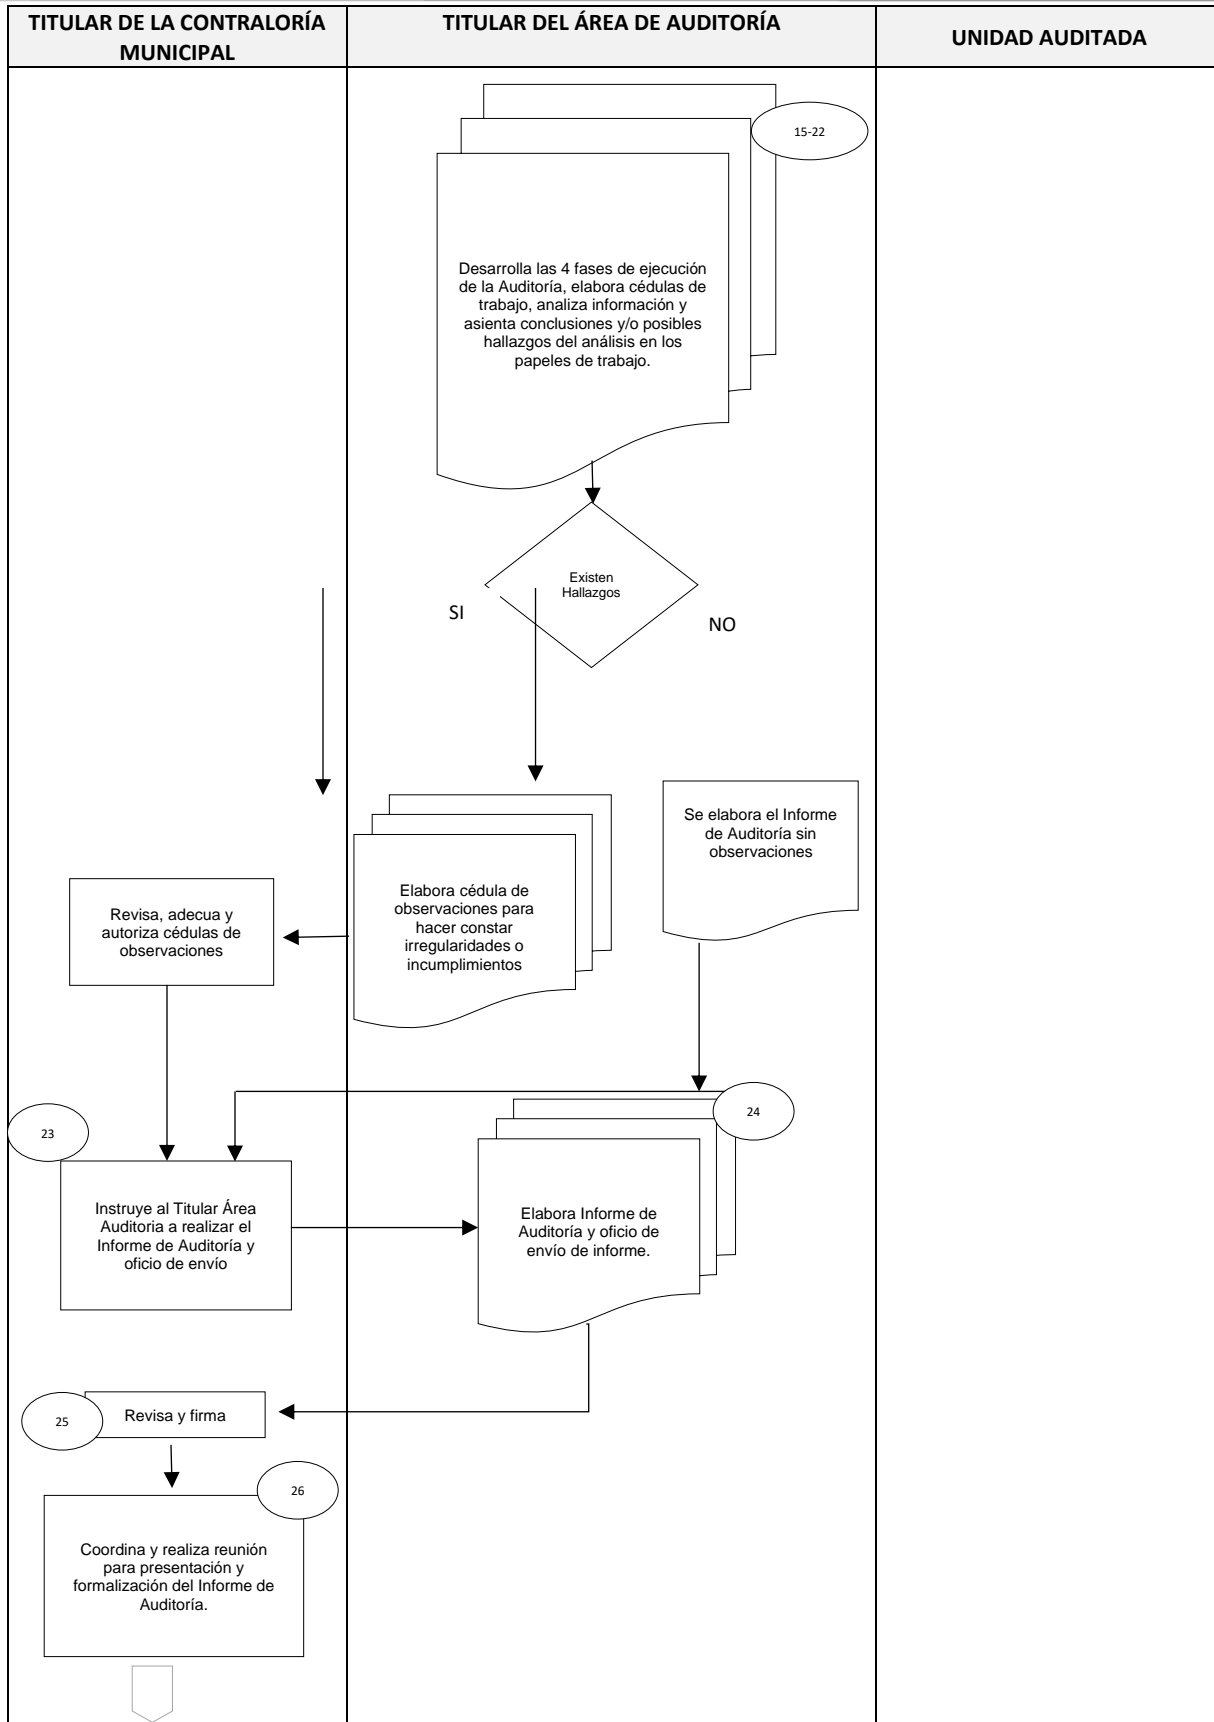 TITULAR DE LA CONTRALORÍA
MUNICIPAL
TITULAR DEL ÁREA DE AUDITORÍA
UNIDAD AUDITADA
15-22
Desarrolla las 4 fases de ejecución
de la Auditoría, elabora cédulas de
trabajo, analiza información y
asienta conclusiones y/o posibles
hallazgos del análisis en los
papeles de trabajo.
Existen
Hallazgos
SI
NO
Se elabora el Informe
de Auditoría sin
observaciones
Elabora cédula de
observaciones para
hacer constar
irregularidades o
incumplimientos
Revisa, adecua y
autoriza cédulas de
observaciones
23
24
Instruye al Titular Área
Auditoria a realizar el
Informe de Auditoría y
oficio de envío
Elabora Informe de
Auditoría y oficio de
envío de informe.
25
Revisa y firma
26
Coordina y realiza reunión
para presentación y
formalización del Informe de
Auditoría.